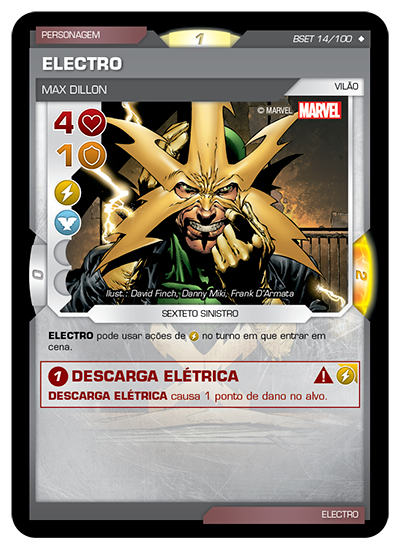 PERSONAGEM
1
BSET 14/100
ELECTRO
MAX DILLON
VILÃO
© MARVEL MARVEL
4
1
0
2
Ilust.: David Finch, Danny Miki, Frank D'Armata
SEXTETO SINISTRO
ELECTRO pode usar ações de no turno em que entrar em
cena.
1 DESCARGA ELÉTRICA
DESCARGA ELÉTRICA causa 1 ponto de dano no alvo.
ELECTRO